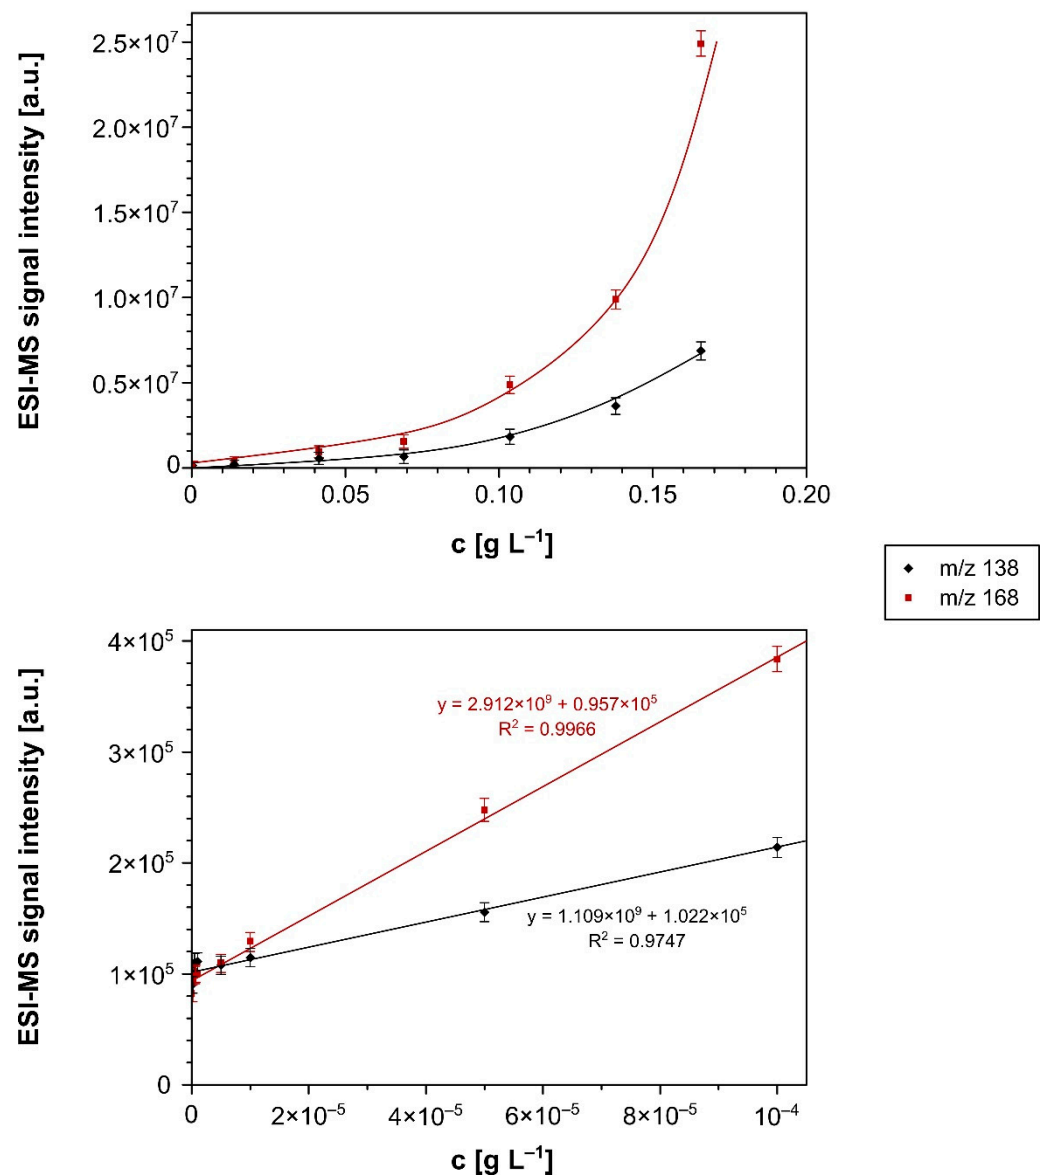 ESI-MS signal intensity [a.u.]
2.5×10⁷
2.0×10⁷
1.5×10⁷
1.0×10⁷
0.5×10⁷
0
0 0.05 0.10 0.15 0.20
c [g L⁻¹]
m/z 138
m/z 168
ESI-MS signal intensity [a.u.]
4×10⁵
3×10⁵
2×10⁵
1×10⁵
0
y = 2.912×10⁹ + 0.957×10⁵
R² = 0.9966
y = 1.109×10⁹ + 1.022×10⁵
R² = 0.9747
0 2×10⁻⁵ 4×10⁻⁵ 6×10⁻⁵ 8×10⁻⁵ 10⁻⁴
c [g L⁻¹]